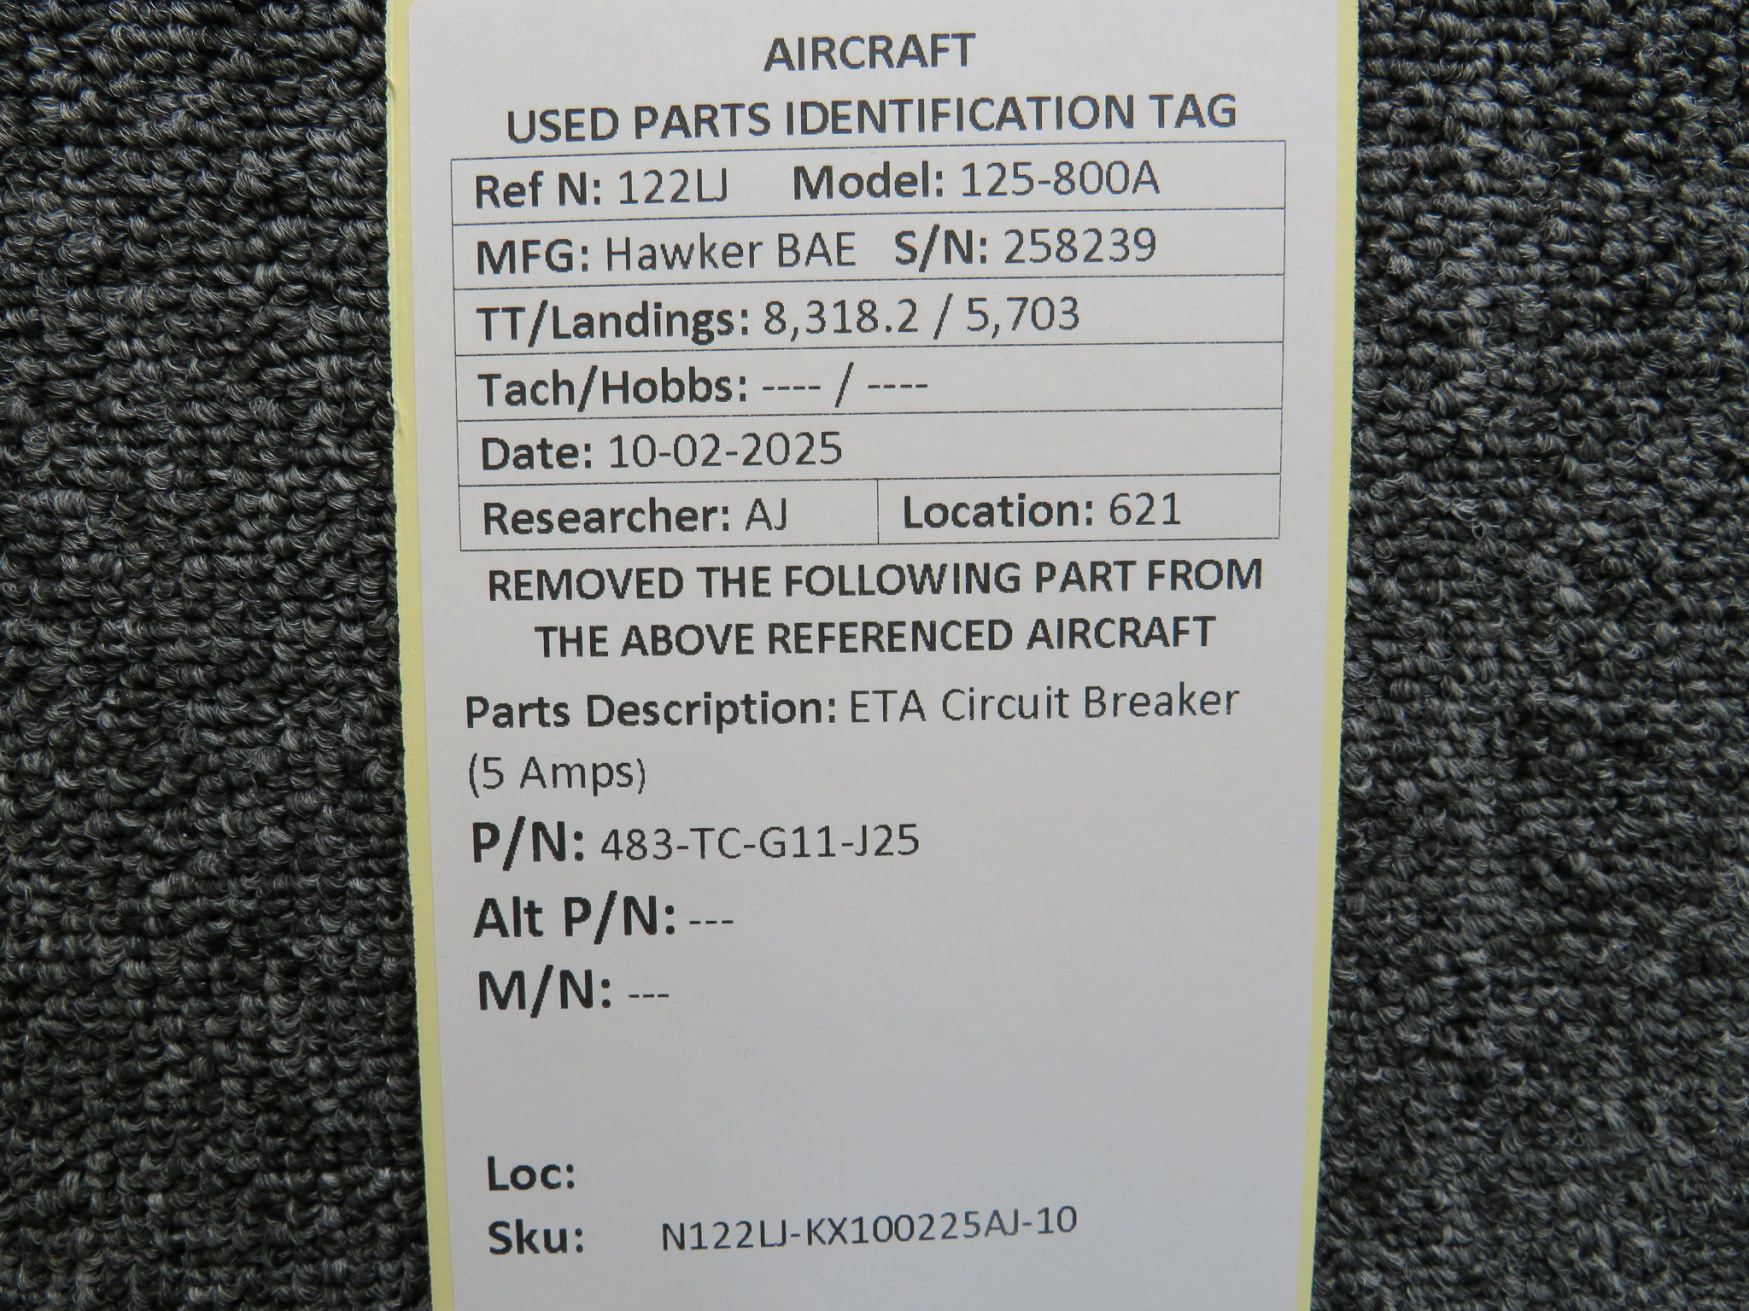 AIRCRAFT
USED PARTS IDENTIFICATION TAG
Ref N: 122LJ Model: 125-800A
MFG: Hawker BAE S/N: 258239
TT/Landings: 8,318.2 / 5,703
Tach/Hobbs: ---- / ----
Date: 10-02-2025
Researcher: AJ Location: 621
REMOVED THE FOLLOWING PART FROM
THE ABOVE REFERENCED AIRCRAFT
Parts Description: ETA Circuit Breaker
(5 Amps)
P/N: 483-TC-G11-J25
Alt P/N: ---
M/N: ---
Loc:
Sku: N122LJ-KX100225AJ-10